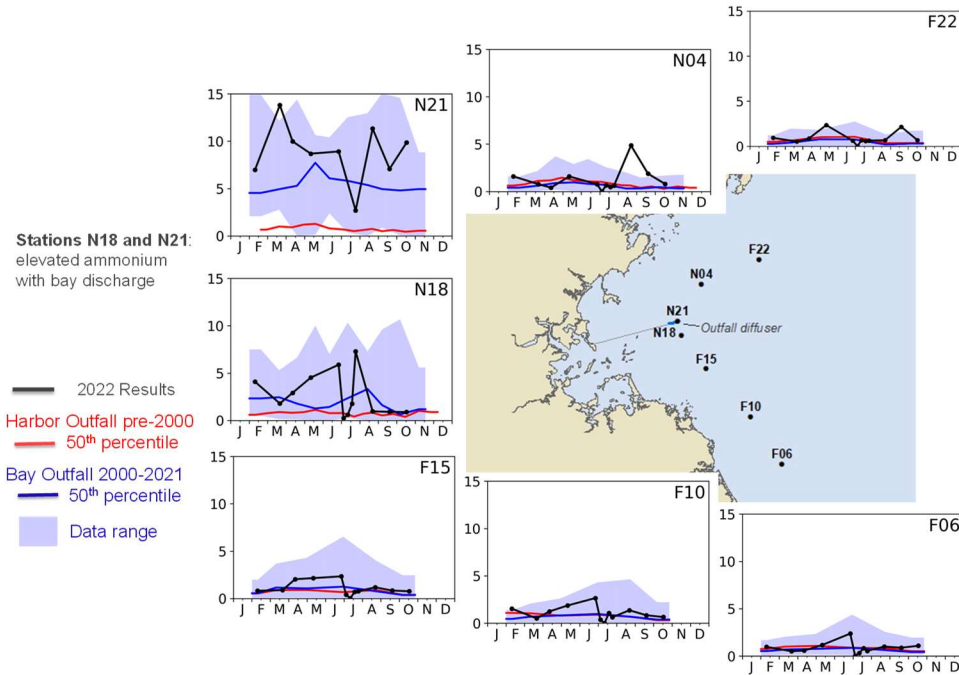 F22
15
10
5
0
J F M A M J J A S O N D
N04
15
10
5
0
J F M A M J J A S O N D
N21
15
10
5
0
J F M A M J J A S O N D
Stations N18 and N21:
elevated ammonium
with bay discharge
N18
15
10
5
0
J F M A M J J A S O N D
2022 Results
Harbor Outfall pre-2000
50th percentile
Bay Outfall 2000-2021
50th percentile
Data range
F22
N04
N21
Outfall diffuser
N18
F15
F10
F06
F15
15
10
5
0
J F M A M J J A S O N D
F10
15
10
5
0
J F M A M J J A S O N D
F06
15
10
5
0
J F M A M J J A S O N D